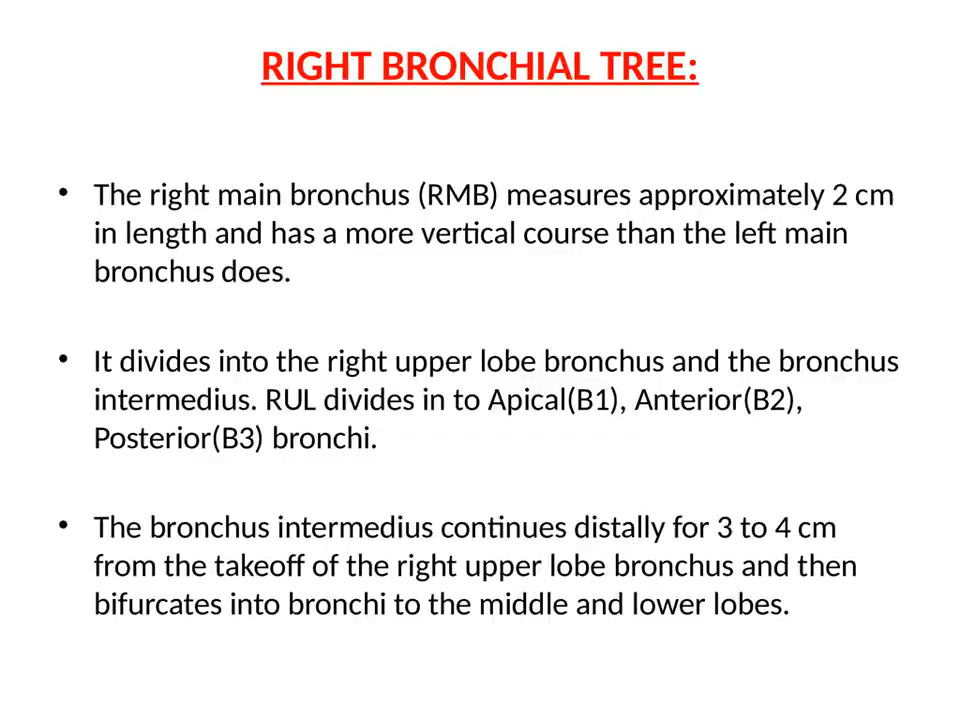 RIGHT BRONCHIAL TREE:
• The right main bronchus (RMB) measures approximately 2 cm
in length and has a more vertical course than the left main
bronchus does.
• It divides into the right upper lobe bronchus and the bronchus
intermedius. RUL divides in to Apical(B1), Anterior(B2),
Posterior(B3) bronchi.
• The bronchus intermedius continues distally for 3 to 4 cm
from the takeoff of the right upper lobe bronchus and then
bifurcates into bronchi to the middle and lower lobes.